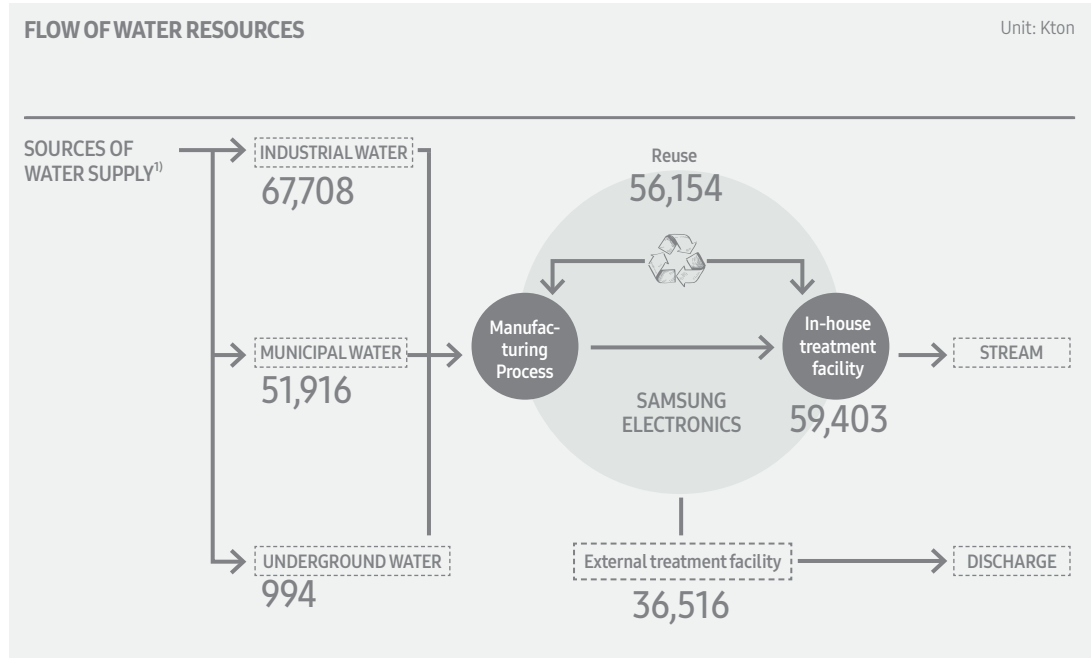 FLOW OF WATER RESOURCES
Unit: Kton
SOURCES OF
WATER SUPPLY1)
INDUSTRIAL WATER
67,708
MUNICIPAL WATER
51,916
UNDERGROUND WATER
994
Reuse
56,154
Manufac-
turing
Process
In-house
treatment
facility
59,403
SAMSUNG
ELECTRONICS
STREAM
External treatment facility
36,516
DISCHARGE